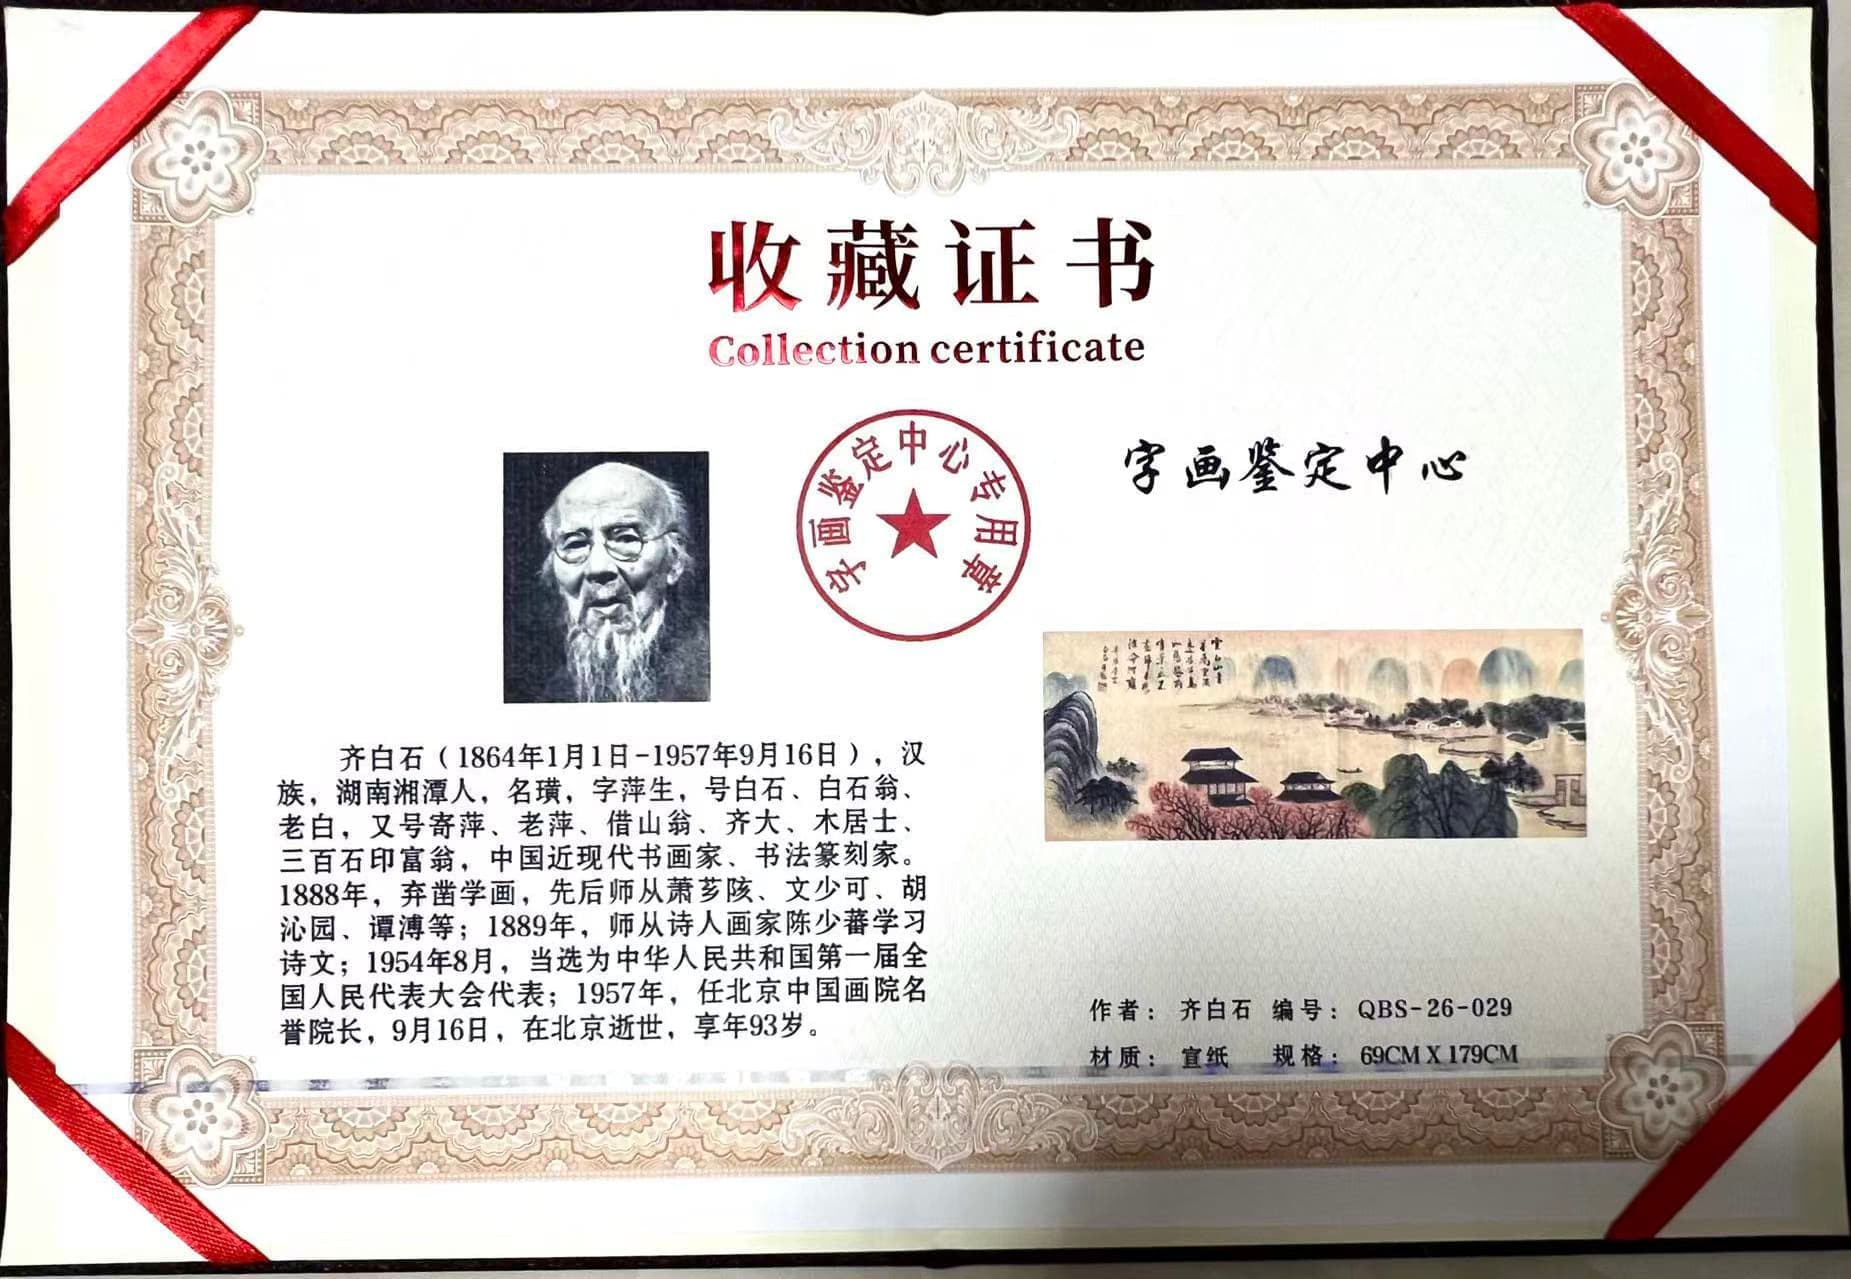 收藏证书
Collection certificate
字画鉴定中心专用章
字画鉴定中心
齐白石（1864年1月1日-1957年9月16日），汉
族，湖南湘潭人，名璜，字萍生，号白石、白石翁、
老白，又号寄萍、老萍、借山翁、齐大、木居士、
三百石印富翁，中国近现代书画家、书法篆刻家。
1888年，弃凿学画，先后师从萧芗陔、文少可、胡
沁园、谭溥等；1889年，师从诗人画家陈少蕃学习
诗文；1954年8月，当选为中华人民共和国第一届全
国人民代表大会代表；1957年，任北京中国画院名
誉院长，9月16日，在北京逝世，享年93岁。
作者：齐白石 编号：QBS-26-029
材质：宣纸 规格：69CM X 179CM